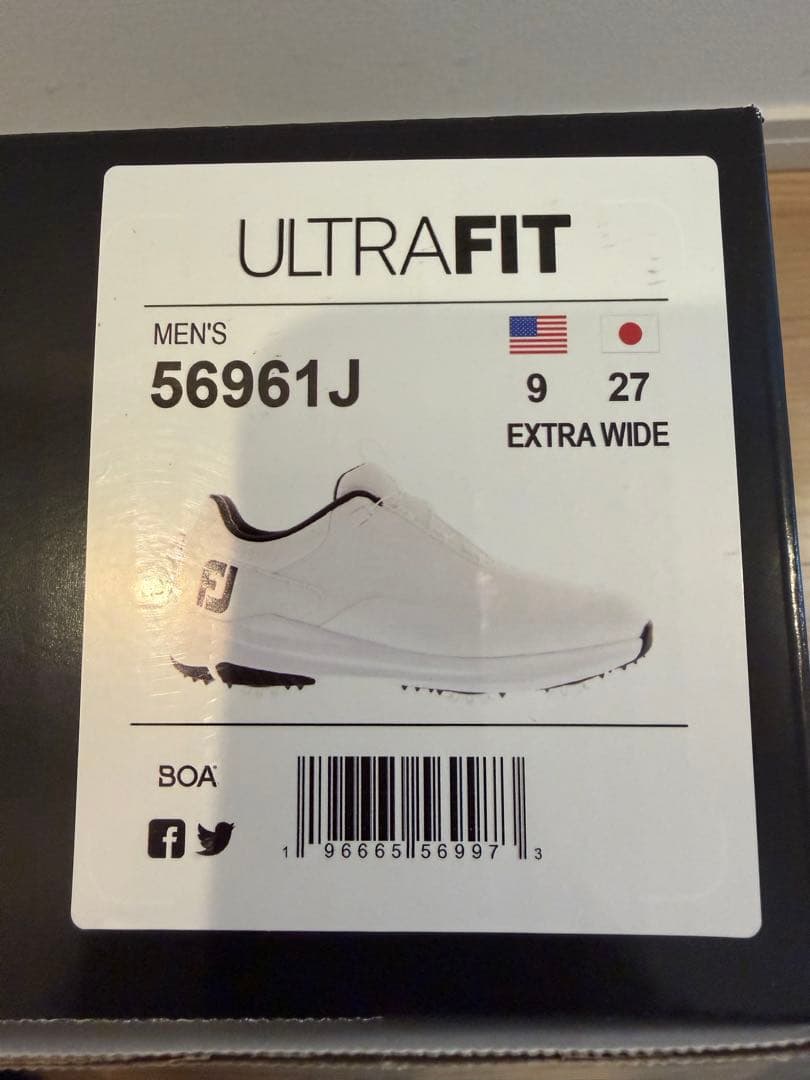 ULTRAFIT
MEN'S
56961J
9 27
EXTRA WIDE
FJ
BOA
1 96665 56997 3